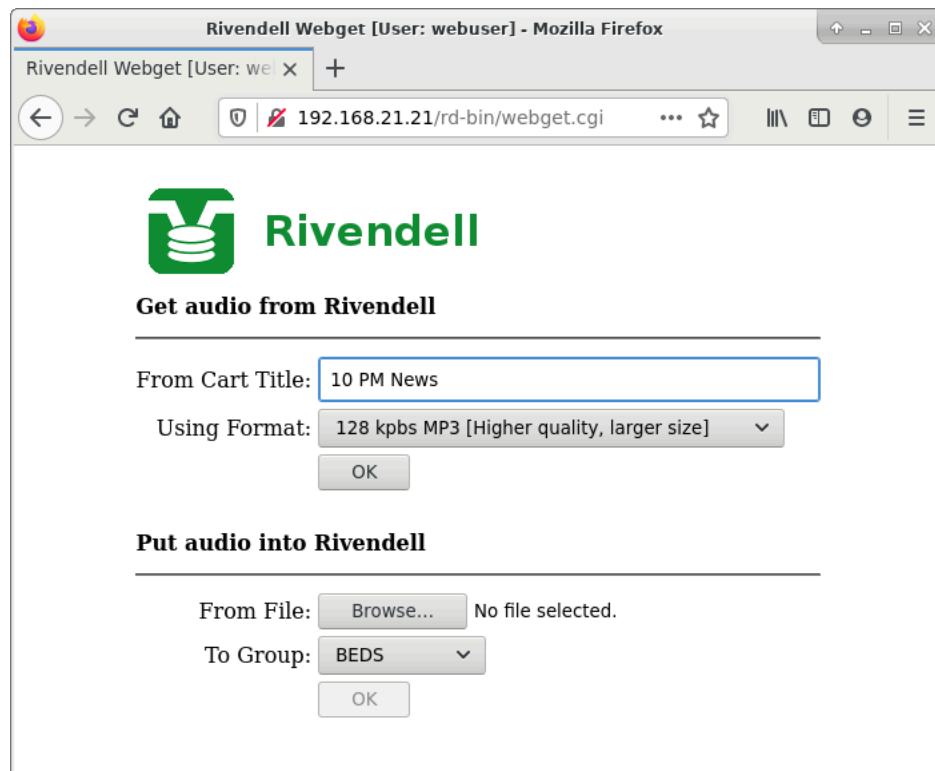 Rivendell Webget [User: webuser] - Mozilla Firefox
Rivendell Webget [User: we
192.168.21.21/rd-bin/webget.cgi
Rivendell
Get audio from Rivendell
From Cart Title: 10 PM News
Using Format: 128 kpbs MP3 [Higher quality, larger size]
OK
Put audio into Rivendell
From File: Browse... No file selected.
To Group: BEDS
OK